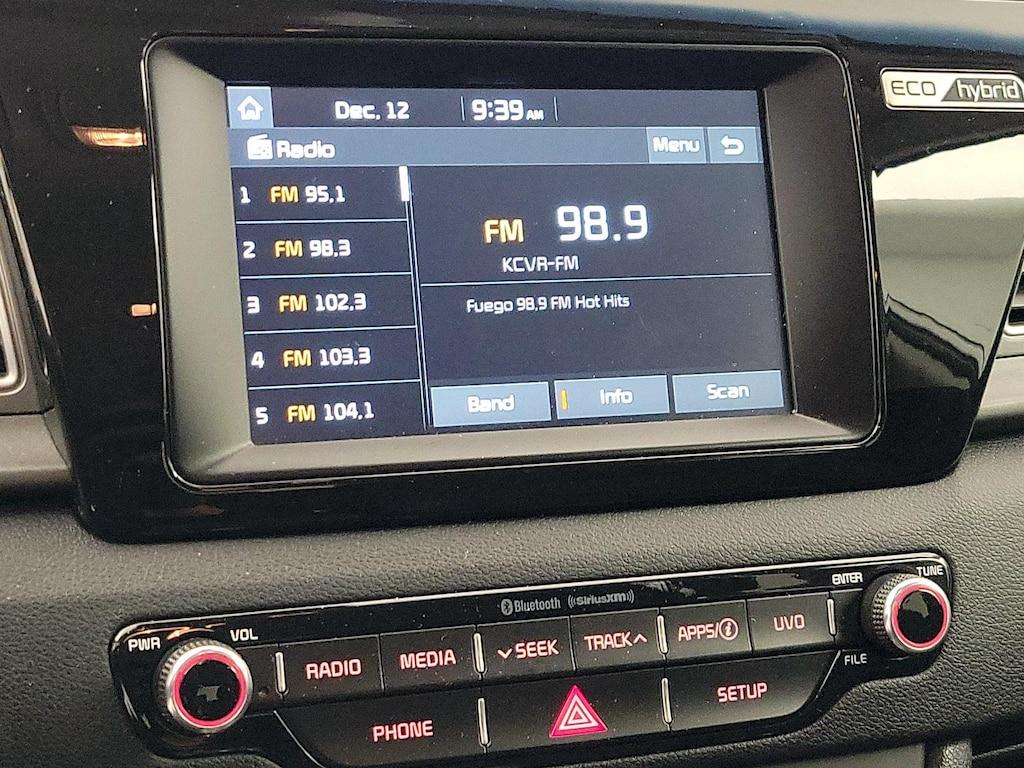 Dec, 12 9:39 AM
ECO hybrid
Radio Menu
1 FM 95.1
2 FM 98.3
3 FM 102.3
4 FM 103.3
5 FM 104.1
FM 98.9
KCVR-FM
Fuego 98.9 FM Hot Hits
Band Info Scan
Bluetooth ((SiriusXM))
ENTER TUNE
PWR VOL
RADIO MEDIA SEEK TRACK APPS/i UVO
FILE
PHONE SETUP